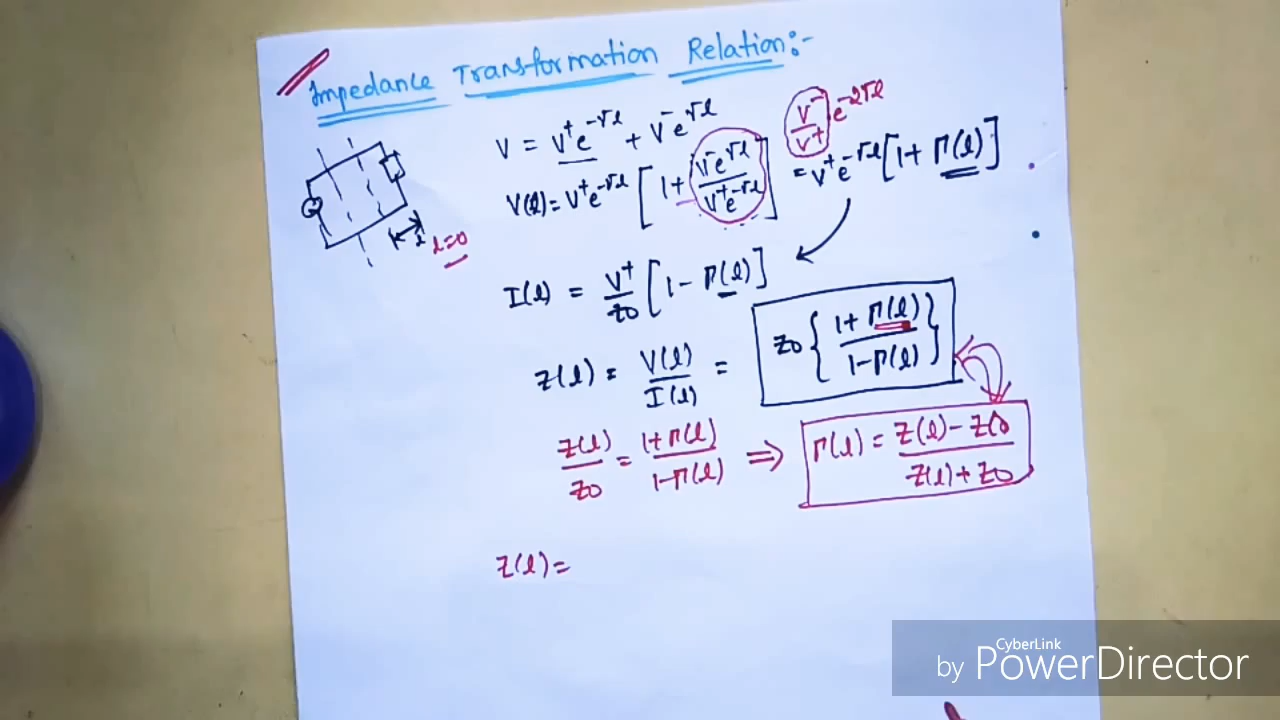 Impedance Transformation Relation:-
V = V⁺e^-γl + V⁻e^γl
V(l) = V⁺e^-γl [1 + V⁻e^γl / V⁺e^-γl] = V⁺e^-γl [1 + Γ(l)]
V⁻/V⁺ e^-2γl
l
l=0
I(l) = V⁺/Z0 [1 - Γ(l)]
Z(l) = V(l)/I(l) = Z0 {1 + Γ(l) / 1 - Γ(l)}
Z(l)/Z0 = 1+Γ(l) / 1-Γ(l) ⇒ Γ(l) = Z(l) - Z0 / Z(l) + Z0
Z(l) =
CyberLink
by PowerDirector